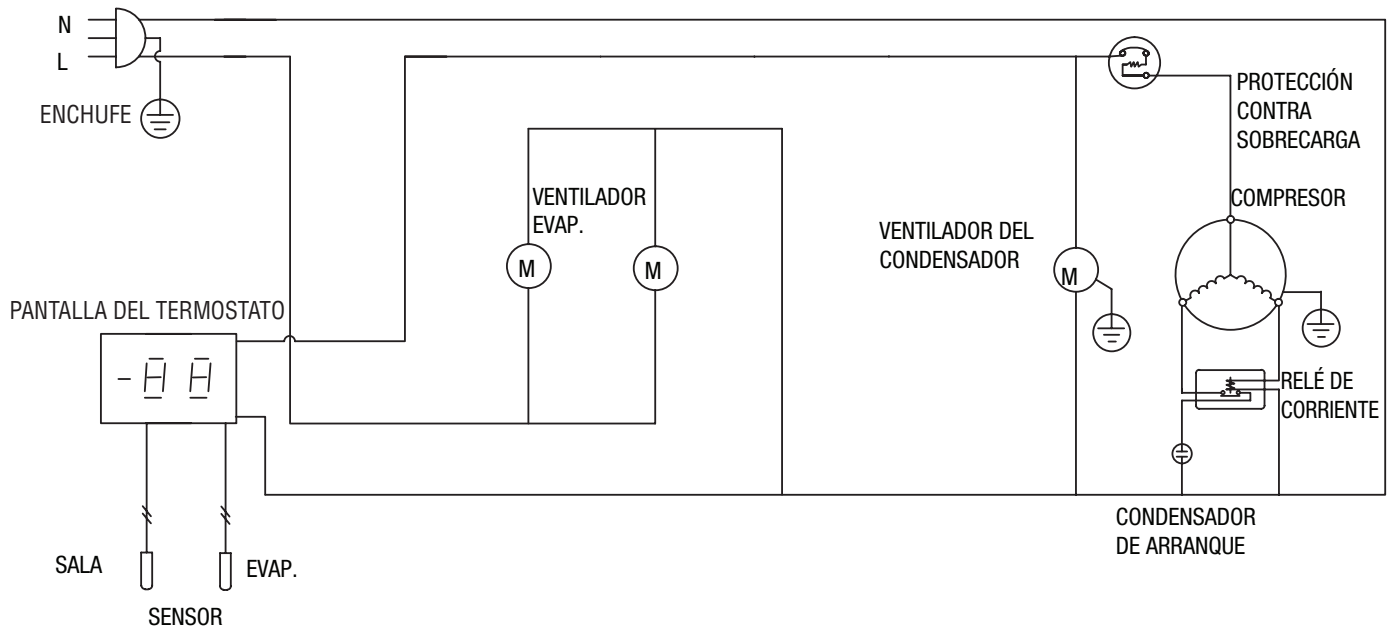 N
L
ENCHUFE
PROTECCIÓN
CONTRA
SOBRECARGA
VENTILADOR
EVAP.
COMPRESOR
VENTILADOR DEL
CONDENSADOR
M
M
M
PANTALLA DEL TERMOSTATO
-88
RELÉ DE
CORRIENTE
CONDENSADOR
DE ARRANQUE
SALA
EVAP.
SENSOR